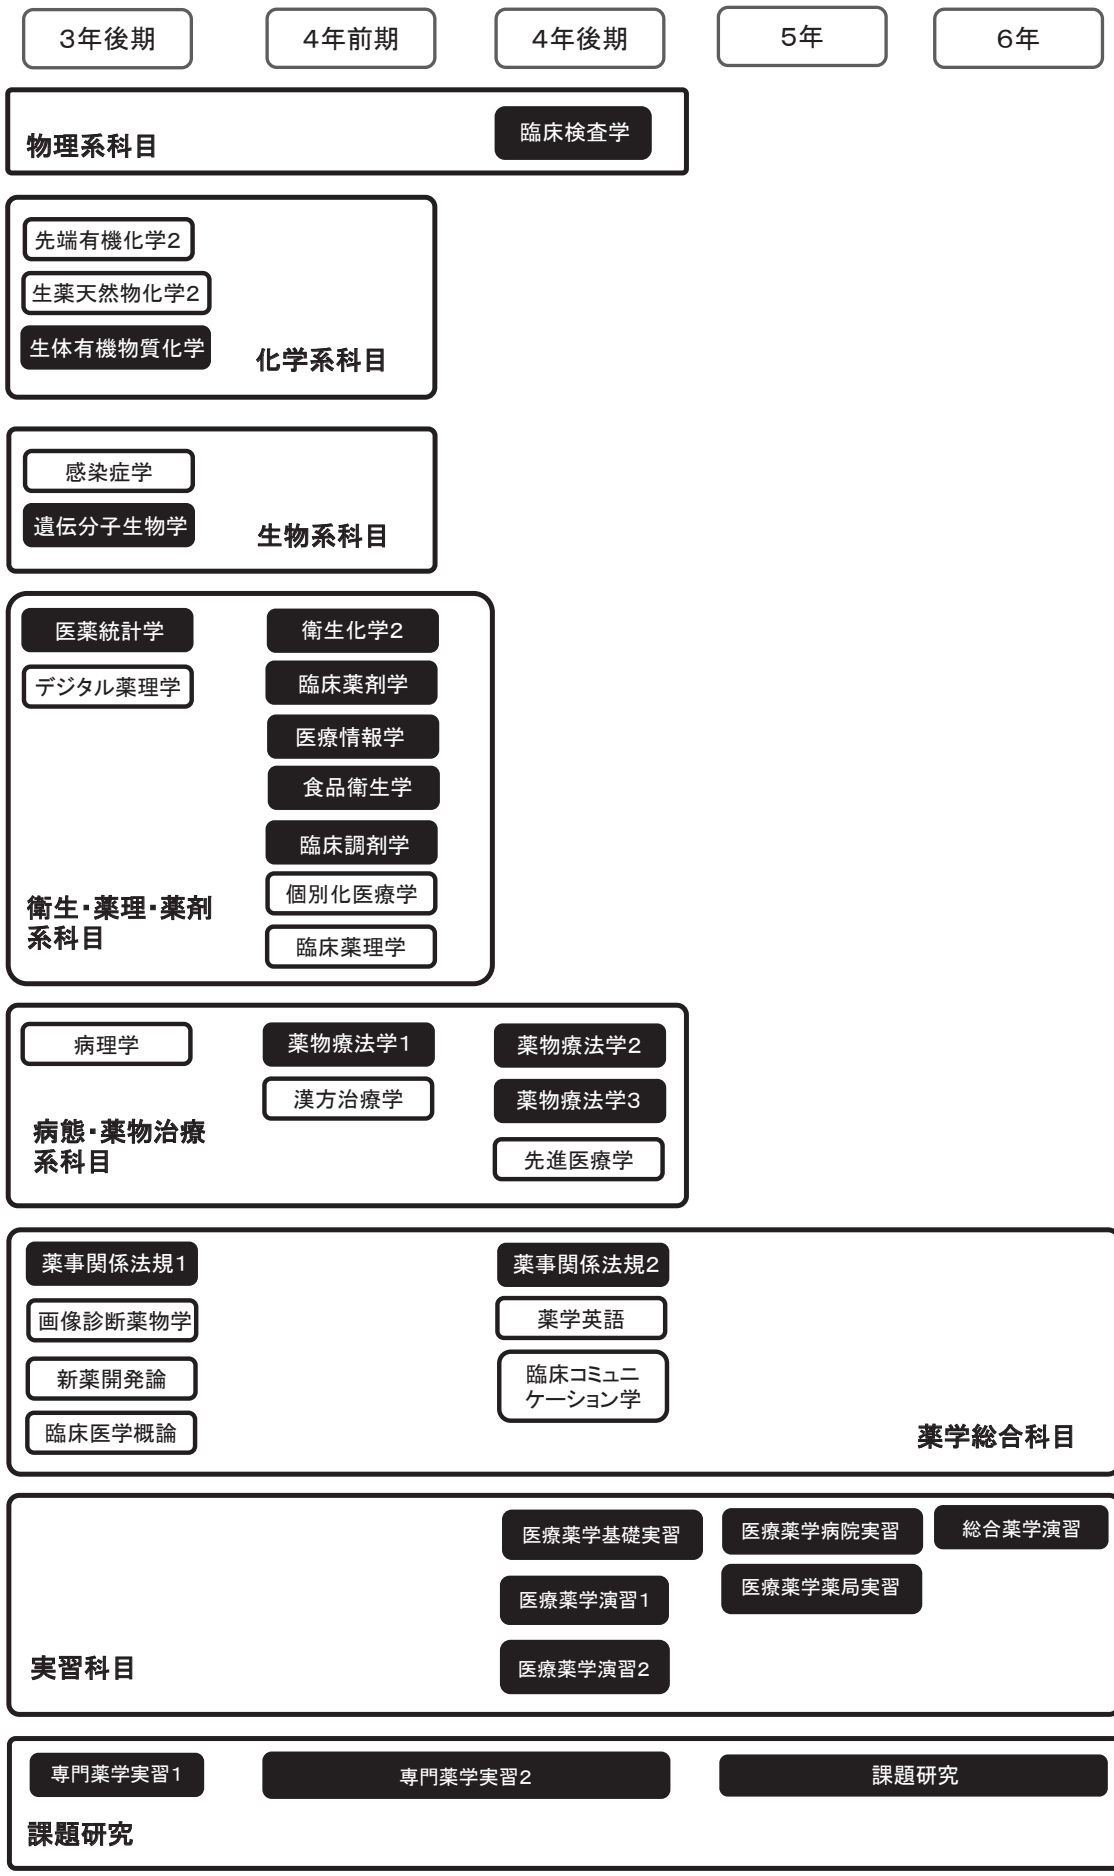 3年後期
4年前期
4年後期
5年
6年
物理系科目
臨床検査学
先端有機化学2
生薬天然物化学2
生体有機物質化学
化学系科目
感染症学
遺伝分子生物学
生物系科目
医薬統計学
デジタル薬理学
衛生化学2
臨床薬剤学
医療情報学
食品衛生学
臨床調剤学
個別化医療学
臨床薬理学
衛生・薬理・薬剤
系科目
病理学
薬物療法学1
漢方治療学
薬物療法学2
薬物療法学3
先進医療学
病態・薬物治療
系科目
薬事関係法規1
画像診断薬物学
新薬開発論
臨床医学概論
薬事関係法規2
薬学英語
臨床コミュニ
ケーション学
薬学総合科目
医療薬学基礎実習
医療薬学演習1
医療薬学演習2
医療薬学病院実習
医療薬学薬局実習
総合薬学演習
実習科目
専門薬学実習1
専門薬学実習2
課題研究
課題研究